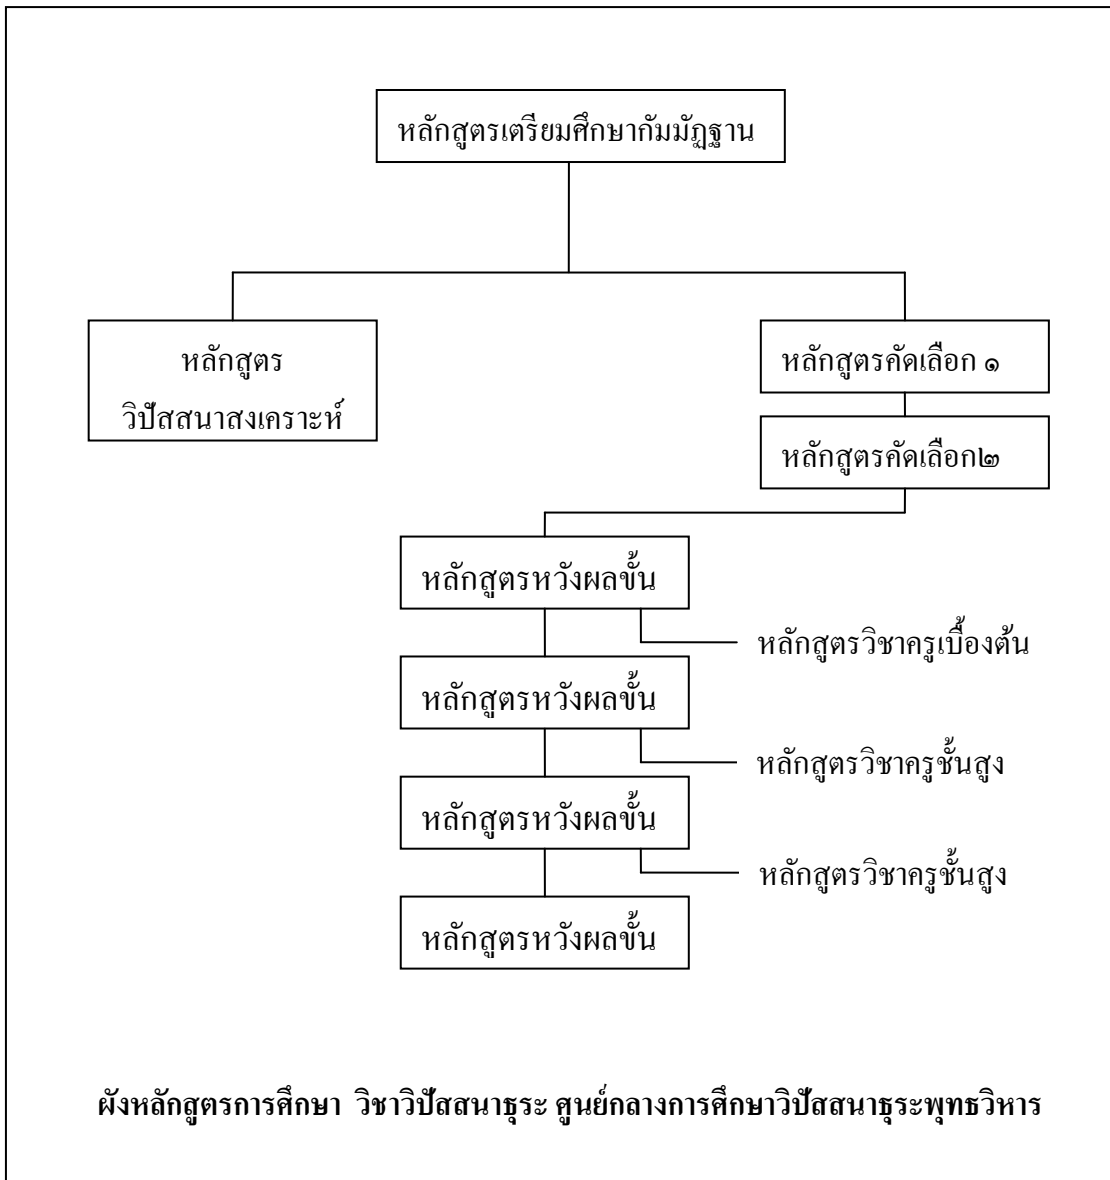 หลักสูตรเตรียมศึกษากัมมัฏฐาน
หลักสูตร
วิปัสสนาสงเคราะห์
หลักสูตรคัดเลือก ๑
หลักสูตรคัดเลือก๒
หลักสูตรหวังผลขั้น
หลักสูตรวิชาครูเบื้องต้น
หลักสูตรหวังผลขั้น
หลักสูตรวิชาครูชั้นสูง
หลักสูตรหวังผลขั้น
หลักสูตรวิชาครูชั้นสูง
หลักสูตรหวังผลขั้น
ผังหลักสูตรการศึกษา วิชาวิปัสสนาธุระ ศูนย์กลางการศึกษาวิปัสสนาธุระพุทธวิหาร